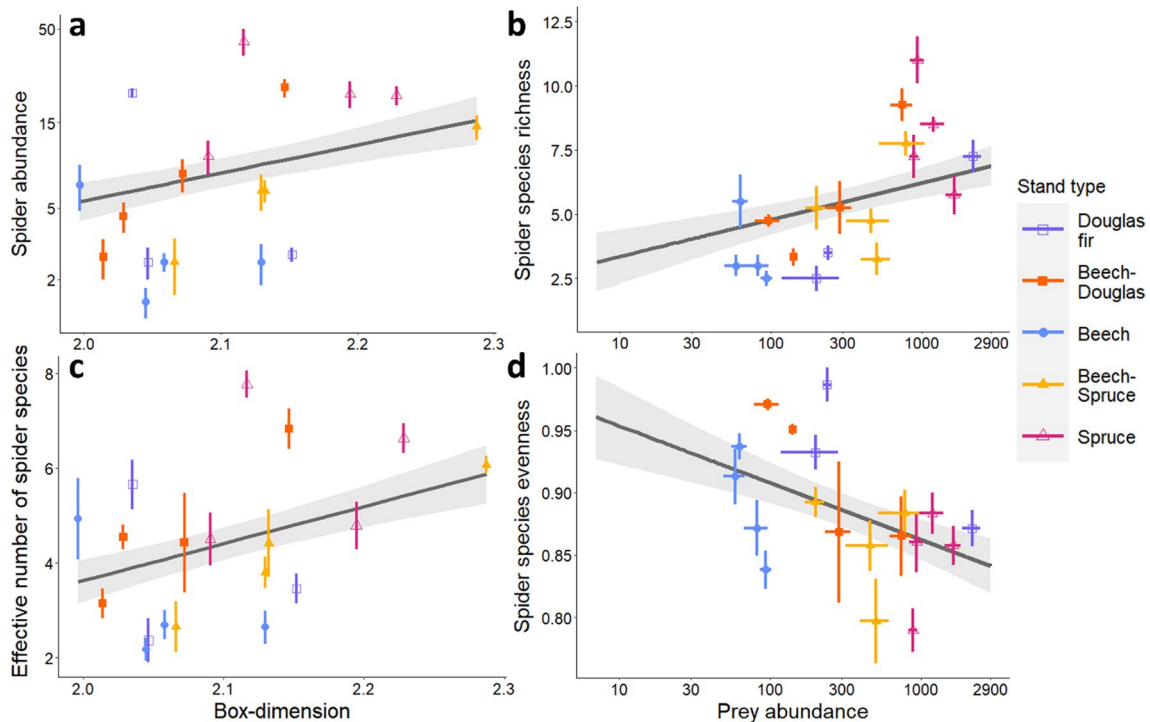 a
Spider abundance
50
15
5
2
2.0
2.1
2.2
2.3
b
Spider species richness
12.5
10.0
7.5
5.0
2.5
10
30
100
300
1000
2900
c
Effective number of spider species
8
6
4
2
2.0
2.1
2.2
2.3
Box-dimension
d
Spider species evenness
1.00
0.95
0.90
0.85
0.80
10
30
100
300
1000
2900
Prey abundance
Stand type
Douglas
fir
Beech-
Douglas
Beech
Beech-
Spruce
Spruce